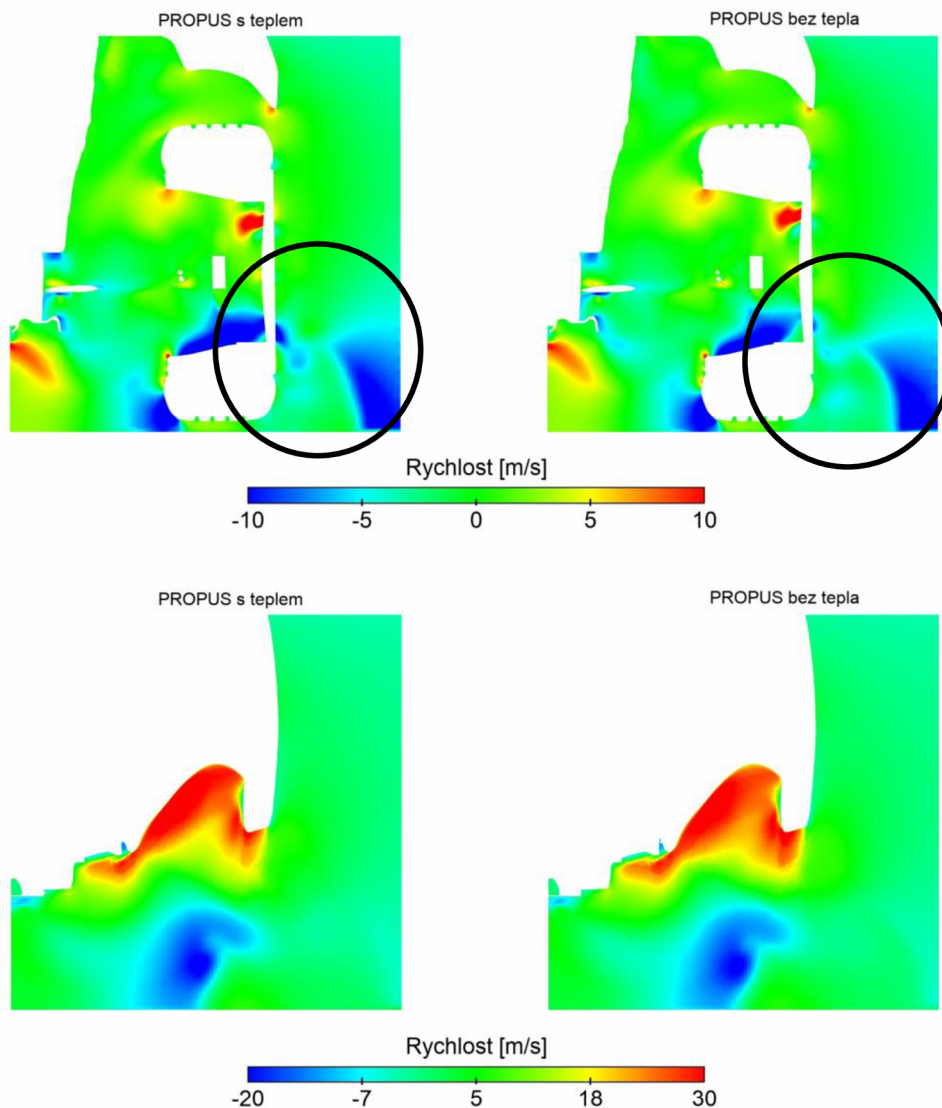 PROPUS s teplem
PROPUS bez tepla
Rychlost [m/s]
-10 -5 0 5 10
PROPUS s teplem
PROPUS bez tepla
Rychlost [m/s]
-20 -7 5 18 30